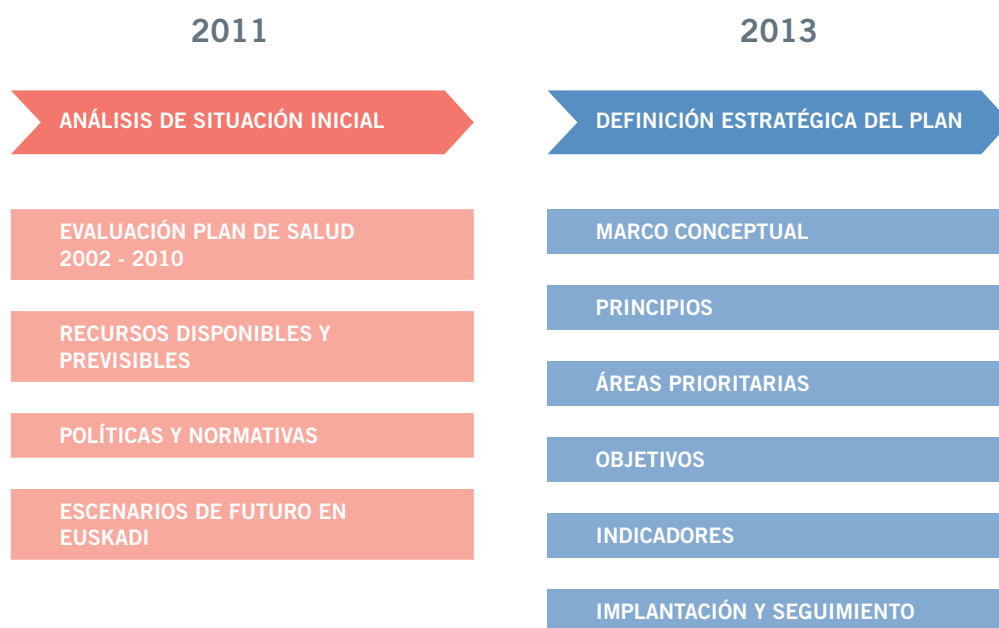 2011
ANÁLISIS DE SITUACIÓN INICIAL
EVALUACIÓN PLAN DE SALUD
2002 - 2010
RECURSOS DISPONIBLES Y
PREVISIBLES
POLÍTICAS Y NORMATIVAS
ESCENARIOS DE FUTURO EN
EUSKADI
2013
DEFINICIÓN ESTRATÉGICA DEL PLAN
MARCO CONCEPTUAL
PRINCIPIOS
ÁREAS PRIORITARIAS
OBJETIVOS
INDICADORES
IMPLANTACIÓN Y SEGUIMIENTO